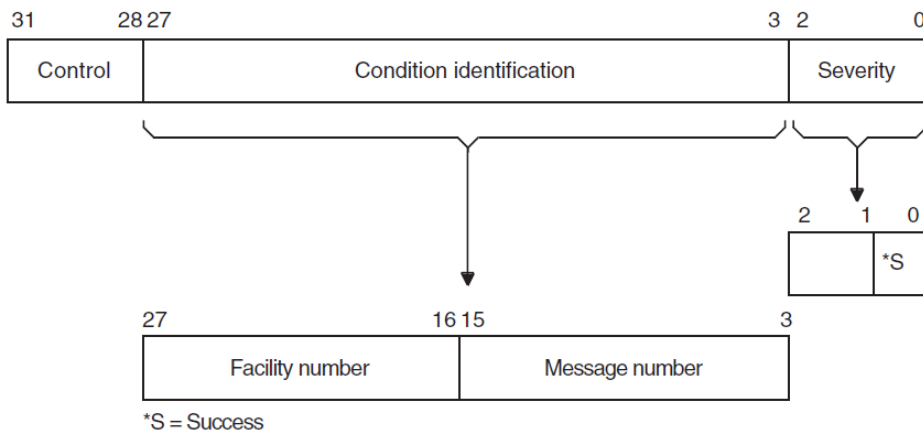 31 28 27 3 2 0
Control Condition identification Severity
2 1 0
*S
27 16 15 3
Facility number Message number
*S = Success